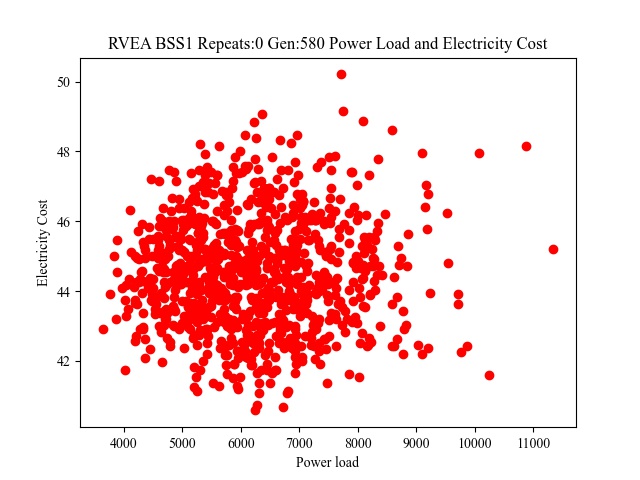 RVEA BSS1 Repeats:0 Gen:580 Power Load and Electricity Cost
50
48
46
44
42
Electricity Cost
4000 5000 6000 7000 8000 9000 10000 11000
Power load